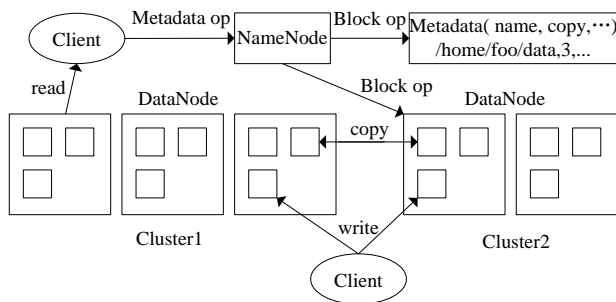 Client
Metadata op
NameNode
Block op
Metadata( name, copy,⋯)
/home/foo/data,3,...
read
Block op
DataNode
DataNode
copy
write
Cluster1
Cluster2
Client